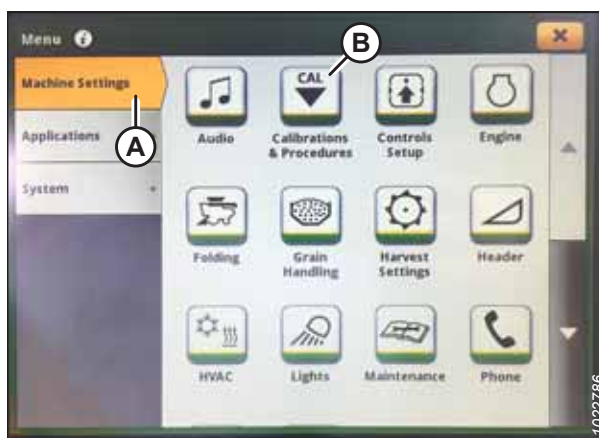 Menu i
B
Machine Settings
A
Applications
System
CAL
Audio
Calibrations
& Procedures
Controls
Setup
Engine
Folding
Grain
Handling
Harvest
Settings
Header
HVAC
Lights
Maintenance
Phone
1022786